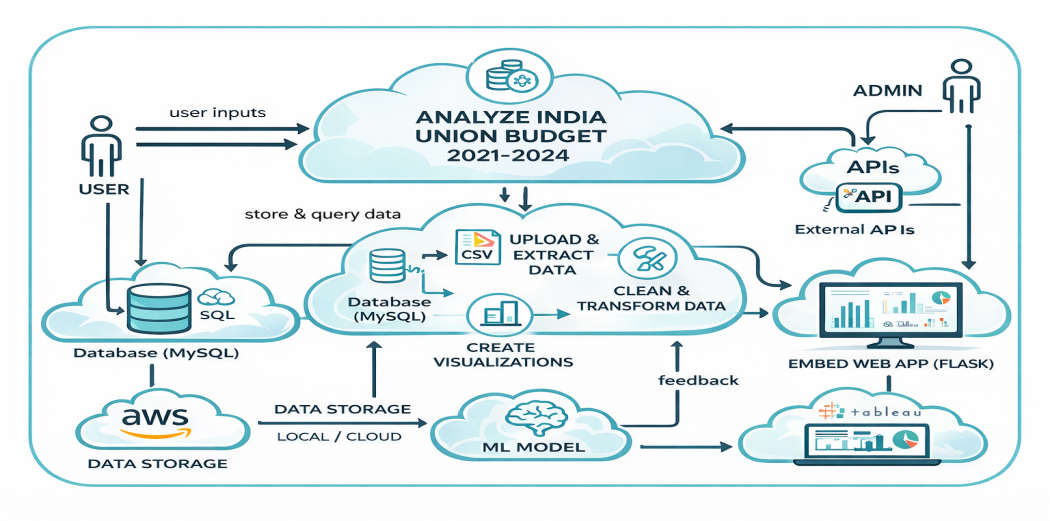 ADMIN
user inputs
ANALYZE INDIA
UNION BUDGET
2021-2024
USER
APIs
API
External APIs
store & query data
CSV
UPLOAD &
EXTRACT
DATA
SQL
Database
(MySQL)
CLEAN &
TRANSFORM DATA
tableau
Database (MySQL)
CREATE
VISUALIZATIONS
EMBED WEB APP (FLASK)
feedback
aws
DATA STORAGE
LOCAL / CLOUD
ML MODEL
+ableau
DATA STORAGE